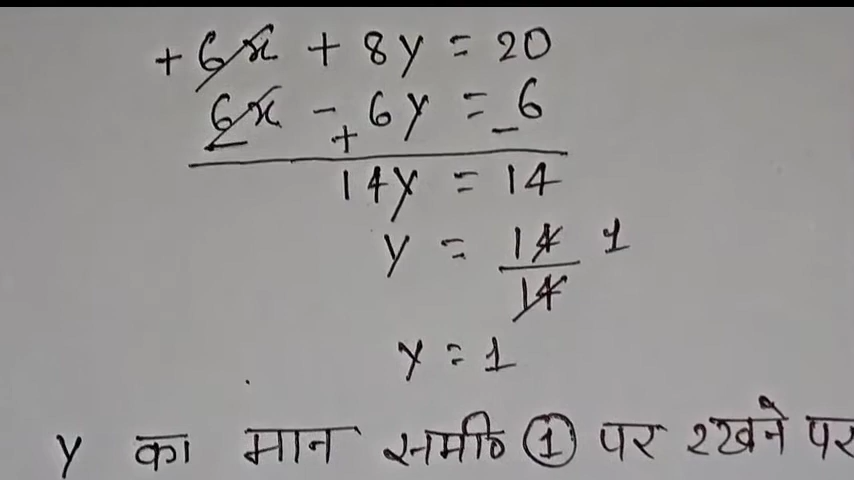 + 6x + 8y = 20
6x - 6y = 6
- + -
14y = 14
y = 14/14 1
y = 1
y का मान समी० ① पर रखने पर